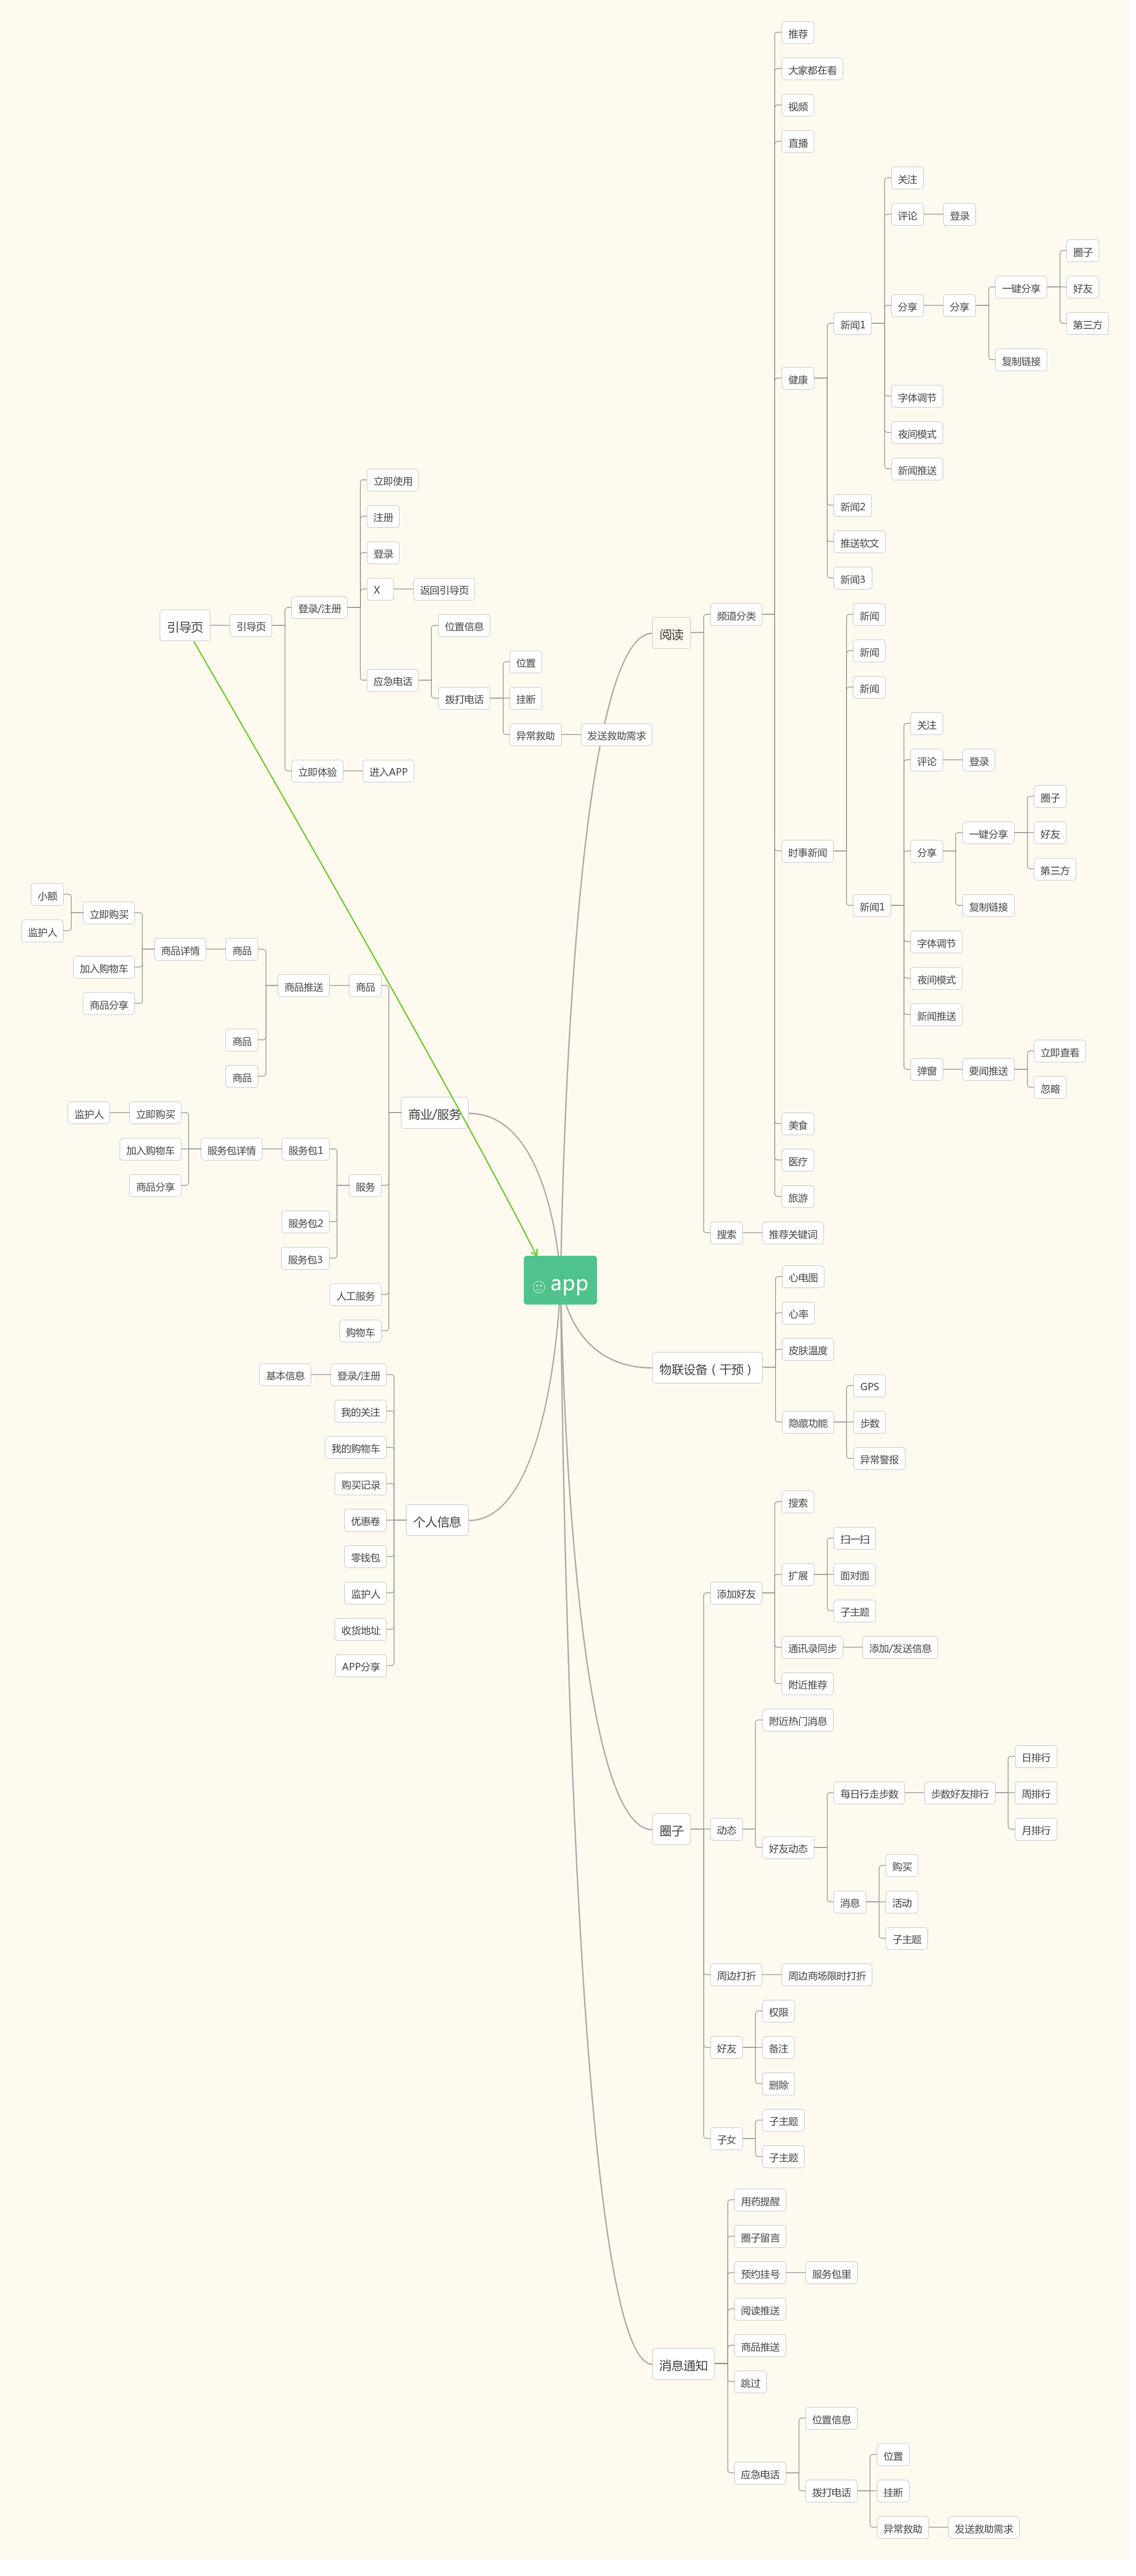 app
阅读
频道分类
推荐
大家都在看
视频
直播
健康
新闻1
关注
评论
登录
分享
分享
一键分享
圈子
好友
第三方
复制链接
字体调节
夜间模式
新闻推送
新闻2
推送软文
新闻3
时事新闻
新闻
新闻
新闻
新闻1
关注
评论
登录
分享
一键分享
圈子
好友
第三方
复制链接
字体调节
夜间模式
新闻推送
弹窗
要闻推送
立即查看
忽略
美食
医疗
旅游
搜索
推荐关键词
物联设备（干预）
心电图
心率
皮肤温度
隐藏功能
GPS
步数
异常警报
圈子
添加好友
搜索
扩展
扫一扫
面对面
子主题
通讯录同步
添加/发送信息
附近推荐
动态
附近热门消息
好友动态
每日行走步数
步数好友排行
日排行
周排行
月排行
消息
购买
活动
子主题
周边打折
周边商场限时打折
好友
权限
备注
删除
子女
子主题
子主题
消息通知
用药提醒
圈子留言
预约挂号
服务包里
阅读推送
商品推送
跳过
应急电话
位置信息
拨打电话
位置
挂断
异常救助
发送救助需求
引导页
引导页
登录/注册
立即使用
注册
登录
X
返回引导页
应急电话
位置信息
拨打电话
位置
挂断
异常救助
发送救助需求
立即体验
进入APP
商业/服务
商品
商品推送
商品
商品详情
立即购买
小额
监护人
加入购物车
商品分享
商品
商品
服务
服务包1
服务包详情
立即购买
监护人
加入购物车
商品分享
服务包2
服务包3
人工服务
购物车
个人信息
登录/注册
基本信息
我的关注
我的购物车
购买记录
优惠卷
零钱包
监护人
收货地址
APP分享